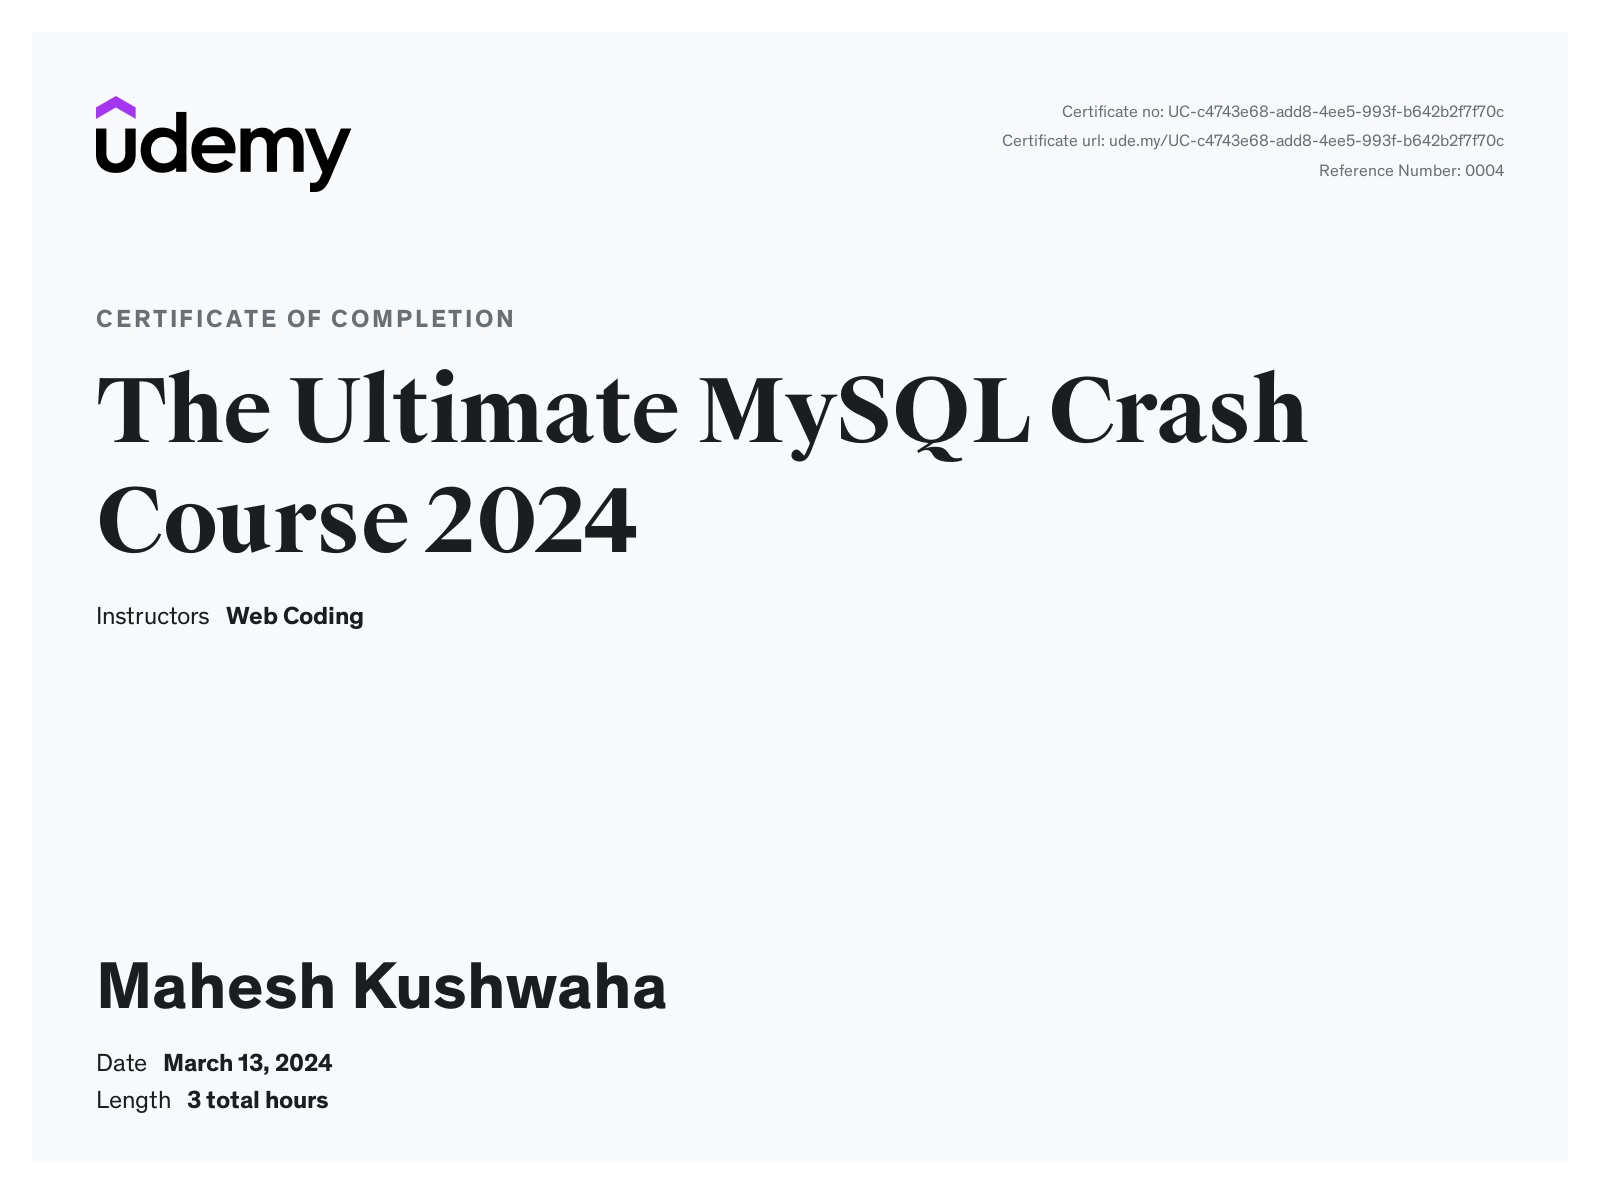 udemy
Certificate no: UC-c4743e68-add8-4ee5-993f-b642b2f7f70c
Certificate url: ude.my/UC-c4743e68-add8-4ee5-993f-b642b2f7f70c
Reference Number: 0004
CERTIFICATE OF COMPLETION
The Ultimate MySQL Crash
Course 2024
Instructors Web Coding
Mahesh Kushwaha
Date March 13, 2024
Length 3 total hours